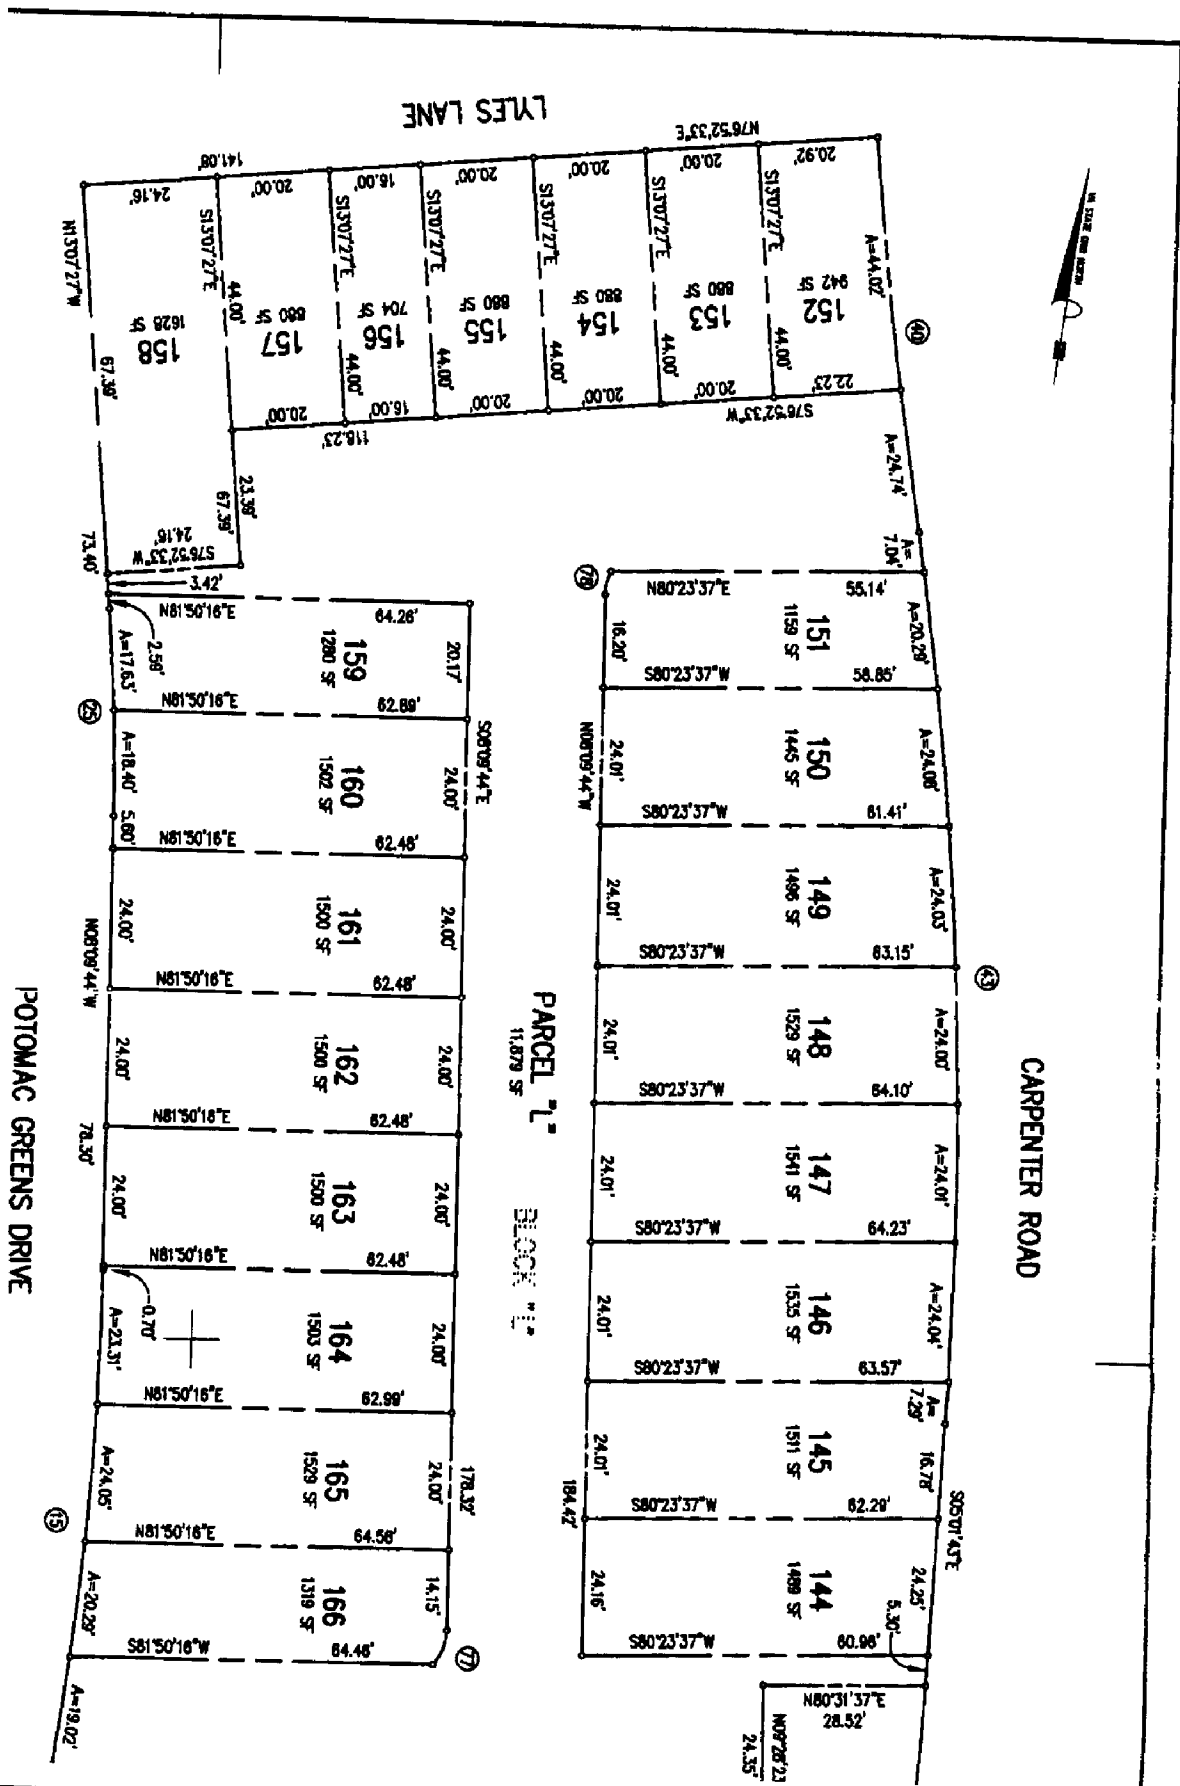 LYLES LANE
N76°52'33"E
141.08'
24.16'
20.00'
16.00'
20.00'
20.00'
20.00'
20.92'
N13°07'27"W
67.39'
S13°07'27"E
44.00'
S13°07'27"E
44.00'
S13°07'27"E
44.00'
S13°07'27"E
44.00'
S13°07'27"E
44.00'
S13°07'27"E
44.00'
A=44.02'
158
1628 SF
157
880 SF
156
704 SF
155
880 SF
154
880 SF
153
880 SF
152
942 SF
40
20.00'
16.00'
20.00'
20.00'
20.00'
22.23'
118.23'
S76°52'33"W
23.39'
67.39'
24.16'
S76°52'33"W
73.40'
3.42'
2.58'
A=24.74'
A=
7.04'
VA STATE GRID NORTH
N81°50'16"E
64.26'
159
1280 SF
20.17'
A=17.63'
25
N81°50'16"E
62.89'
S08°09'44"E
160
1502 SF
24.00'
A=18.40'
5.60'
N81°50'16"E
62.48'
161
1500 SF
24.00'
24.00'
N08°09'44"W
N81°50'16"E
62.48'
162
1500 SF
24.00'
24.00'
78.30'
N81°50'16"E
62.48'
163
1500 SF
24.00'
24.00'
N81°50'16"E
62.48'
0.70'
164
1503 SF
24.00'
A=23.31'
N81°50'16"E
62.99'
165
1529 SF
24.00'
178.32'
A=24.05'
15
N81°50'16"E
64.56'
166
1319 SF
14.15'
A=20.29'
77
S81°50'16"W
64.46'
A=19.02'
POTOMAC GREENS DRIVE
PARCEL "L"
11,879 SF
BLOCK
78
N80°23'37"E
55.14'
151
1159 SF
16.20'
A=20.29'
S80°23'37"W
58.85'
N08°09'44"W
150
1445 SF
24.01'
A=24.08'
S80°23'37"W
61.41'
149
1496 SF
24.01'
A=24.03'
S80°23'37"W
63.15'
43
148
1529 SF
24.01'
A=24.00'
S80°23'37"W
64.10'
147
1541 SF
24.01'
A=24.01'
S80°23'37"W
64.23'
146
1535 SF
24.01'
A=24.04'
S80°23'37"W
63.57'
A=
7.29'
145
1511 SF
24.01'
16.78'
184.42'
S80°23'37"W
62.29'
S05°01'43"E
144
1489 SF
24.16'
24.25'
5.30'
S80°23'37"W
60.96'
N80°31'37"E
28.52'
N09°28'23
24.35'
CARPENTER ROAD